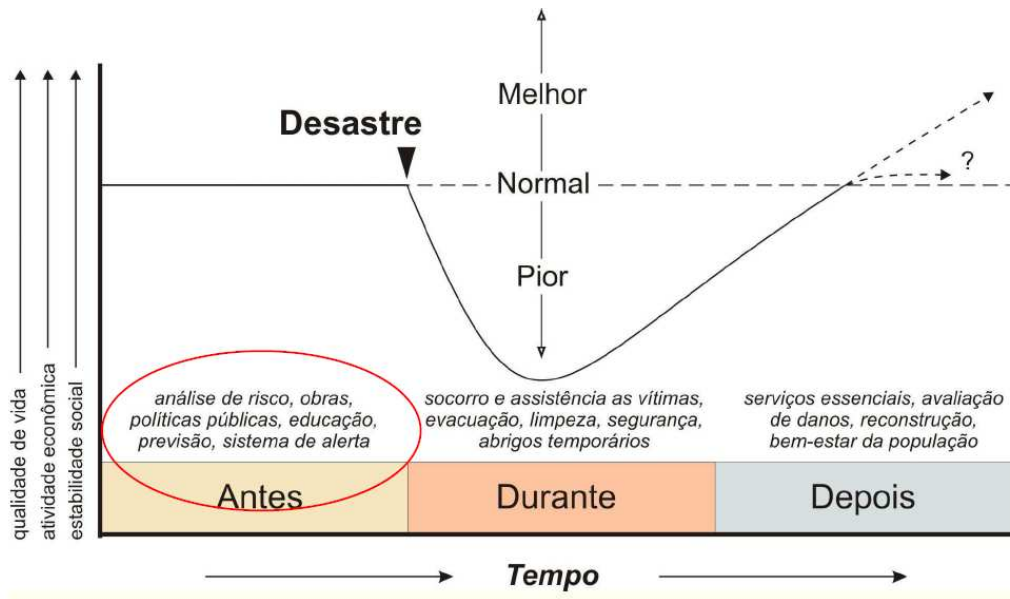 Melhor
Desastre
Normal
?
Pior
qualidade de vida
atividade econômica
estabilidade social
análise de risco, obras,
políticas públicas, educação,
previsão, sistema de alerta
socorro e assistência as vítimas,
evacuação, limpeza, segurança,
abrigos temporários
serviços essenciais, avaliação
de danos, reconstrução,
bem-estar da população
Antes
Durante
Depois
Tempo